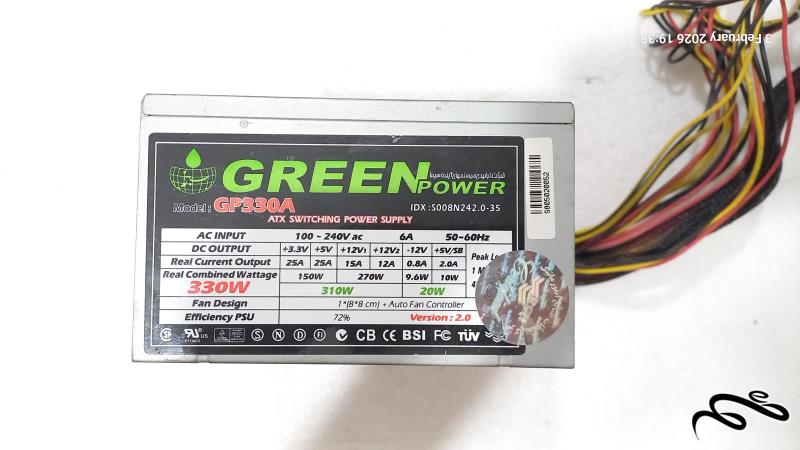 3 February 2026 19:35
GREEN POWER
Model: GP330A
IDX :S008N242.0-35
ATX SWITCHING POWER SUPPLY
S805020052
AC INPUT 100 ~ 240V ac 6A 50~60Hz
DC OUTPUT +3.3V +5V +12V1 +12V2 -12V +5V/SB
Real Current Output 25A 25A 15A 12A 0.8A 2.0A
Real Combined Wattage 150W 270W 9.6W 10W
330W 310W 20W
Fan Design 1*(8*8 cm) + Auto Fan Controller
Efficiency PSU 72% Version : 2.0
CB CE BSI FC TÜV